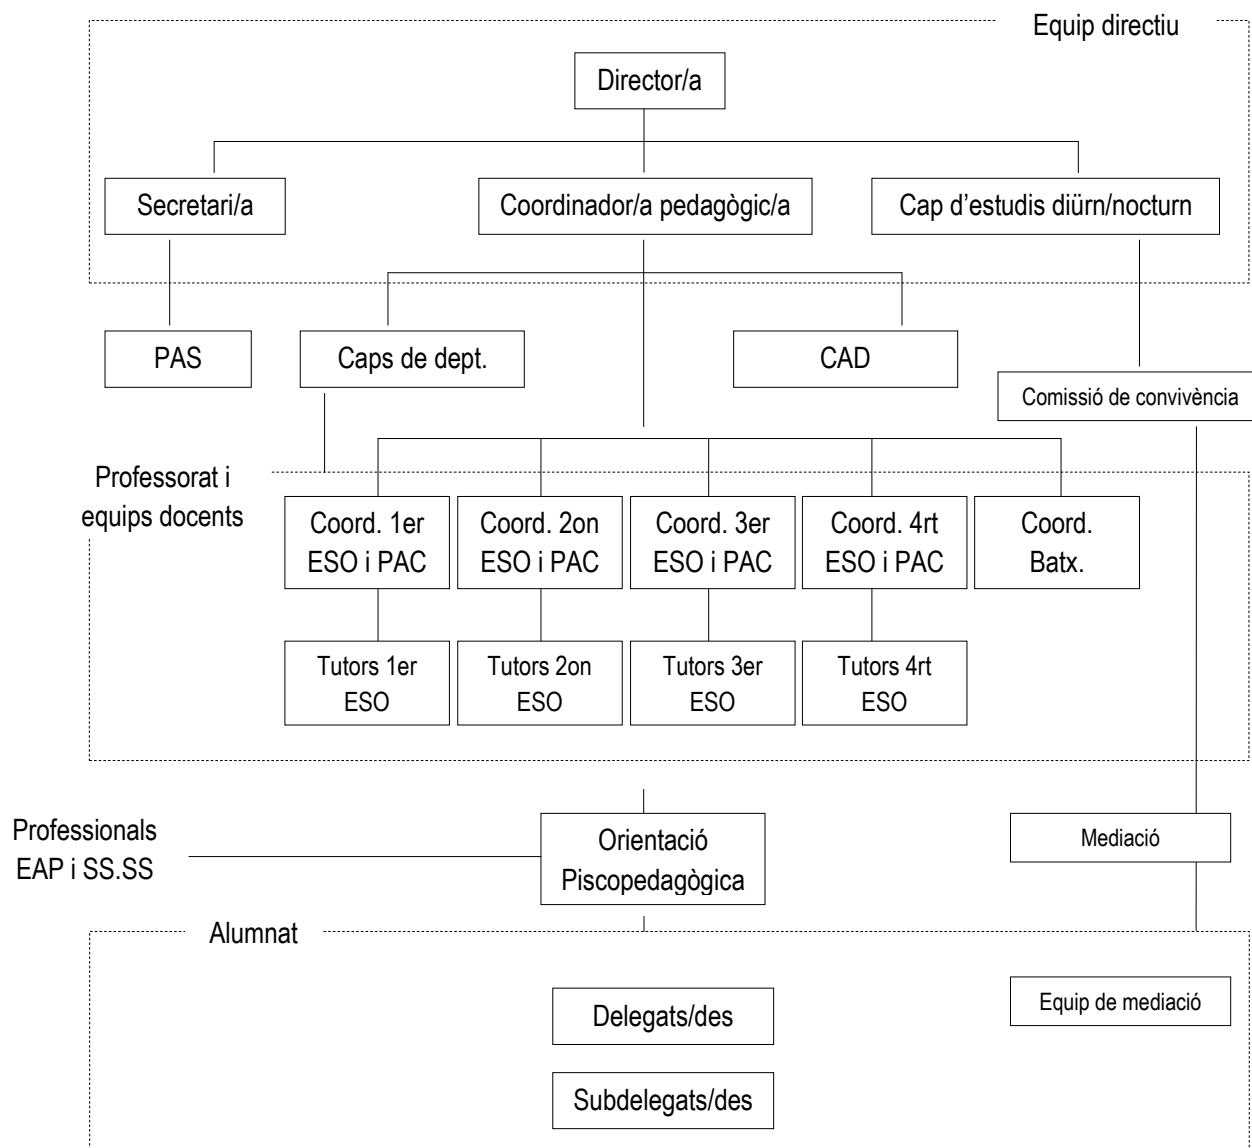 Equip directiu
Director/a
Secretari/a
Coordinador/a pedagògic/a
Cap d’estudis diürn/nocturn
PAS
Caps de dept.
CAD
Comissió de convivència
Professorat i
equips docents
Coord. 1er
ESO i PAC
Coord. 2on
ESO i PAC
Coord. 3er
ESO i PAC
Coord. 4rt
ESO i PAC
Coord.
Batx.
Tutors 1er
ESO
Tutors 2on
ESO
Tutors 3er
ESO
Tutors 4rt
ESO
Professionals
EAP i SS.SS
Orientació
Piscopedagògica
Mediació
Alumnat
Equip de mediació
Delegats/des
Subdelegats/des